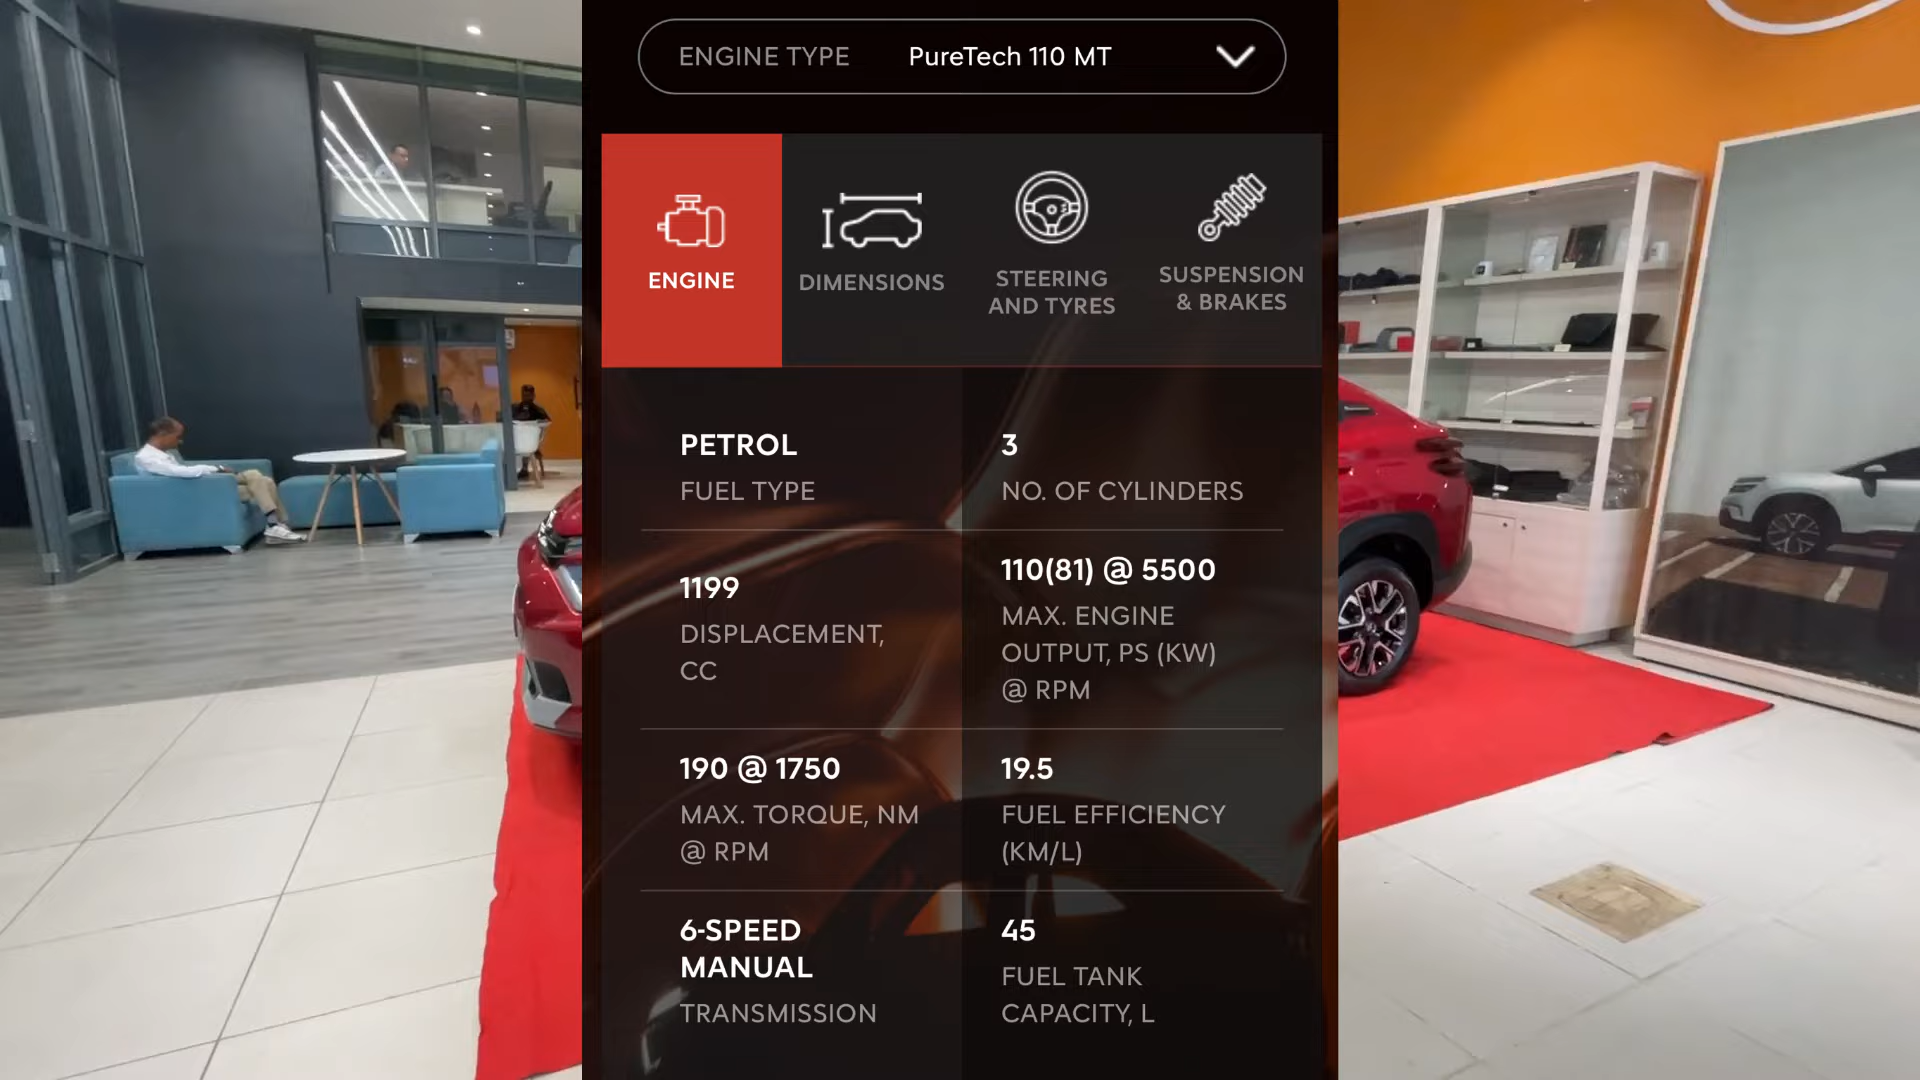 ENGINE TYPE PureTech 110 MT
ENGINE
DIMENSIONS
STEERING
AND TYRES
SUSPENSION
& BRAKES
PETROL
FUEL TYPE
3
NO. OF CYLINDERS
1199
DISPLACEMENT,
CC
110(81) @ 5500
MAX. ENGINE
OUTPUT, PS (KW)
@ RPM
190 @ 1750
MAX. TORQUE, NM
@ RPM
19.5
FUEL EFFICIENCY
(KM/L)
6-SPEED
MANUAL
TRANSMISSION
45
FUEL TANK
CAPACITY, L